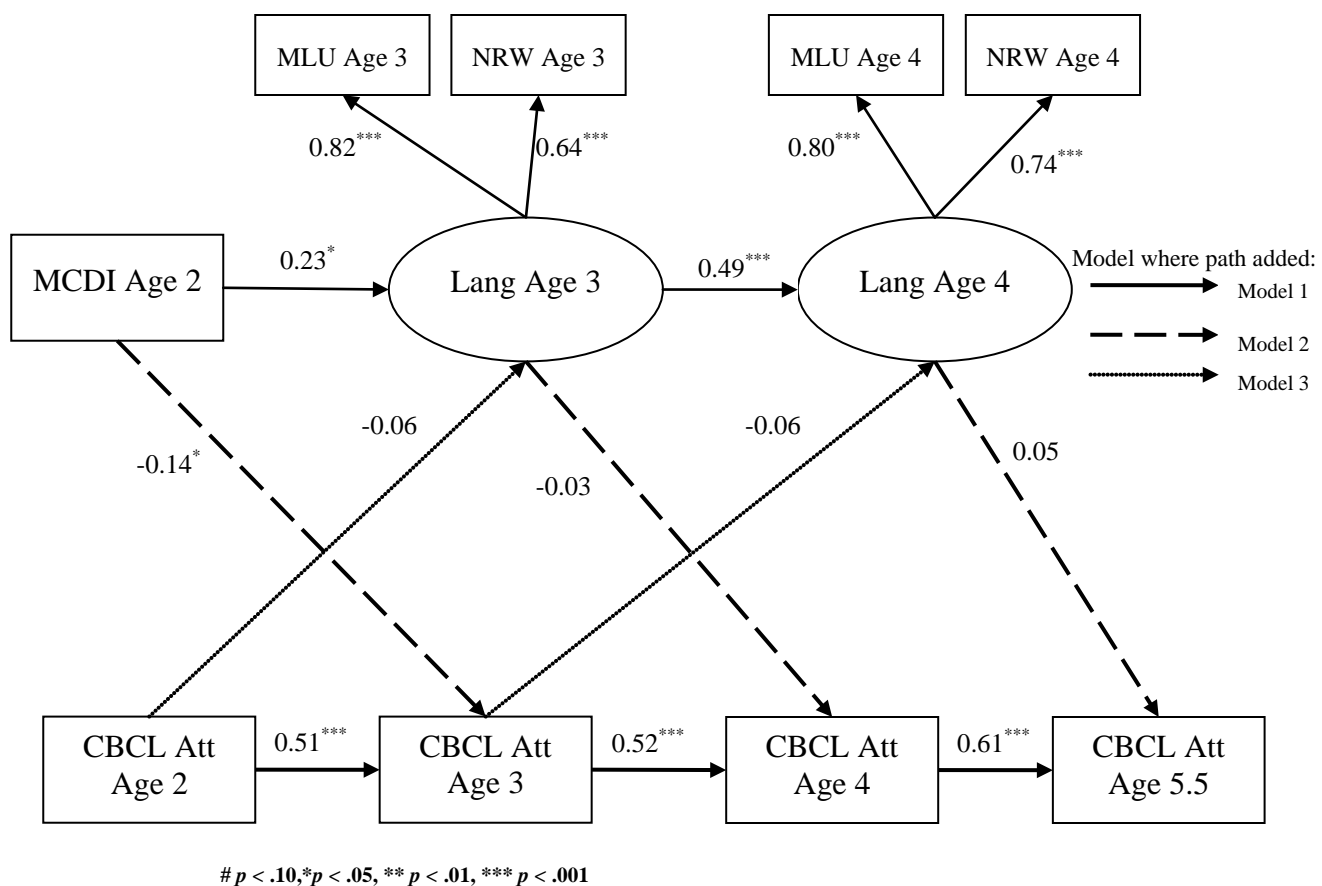 MLU Age 3
NRW Age 3
MLU Age 4
NRW Age 4
0.82***
0.64***
0.80***
0.74***
MCDI Age 2
0.23*
Lang Age 3
0.49***
Lang Age 4
Model where path added:
Model 1
Model 2
Model 3
-0.14*
-0.06
-0.03
-0.06
0.05
CBCL Att
Age 2
0.51***
CBCL Att
Age 3
0.52***
CBCL Att
Age 4
0.61***
CBCL Att
Age 5.5
# p < .10,*p < .05, ** p < .01, *** p < .001